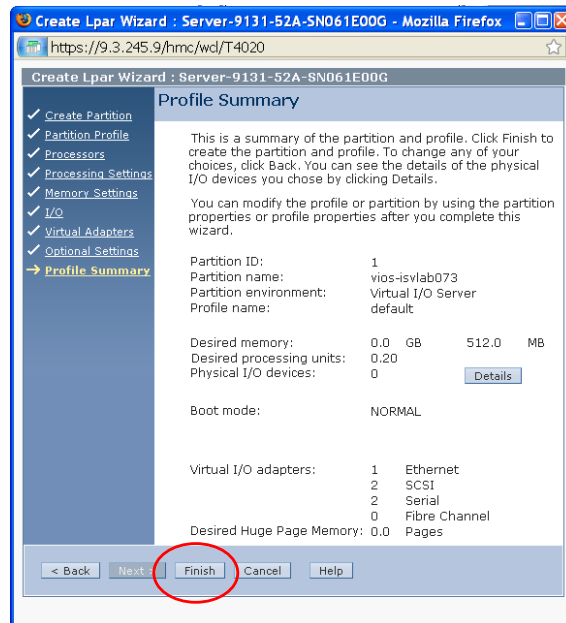 Create Lpar Wizard : Server-9131-52A-SN061E00G - Mozilla Firefox
https://9.3.245.9/hmc/wcl/T4020
Create Lpar Wizard : Server-9131-52A-SN061E00G
Create Partition
Partition Profile
Processors
Processing Settings
Memory Settings
I/O
Virtual Adapters
Optional Settings
Profile Summary
Profile Summary
This is a summary of the partition and profile. Click Finish to
create the partition and profile. To change any of your
choices, click Back. You can see the details of the physical
I/O devices you chose by clicking Details.
You can modify the profile or partition by using the partition
properties or profile properties after you complete this
wizard.
Partition ID: 1
Partition name: vios-isvlab073
Partition environment: Virtual I/O Server
Profile name: default
Desired memory: 0.0 GB 512.0 MB
Desired processing units: 0.20
Physical I/O devices: 0 Details
Boot mode: NORMAL
Virtual I/O adapters: 1 Ethernet
2 SCSI
2 Serial
0 Fibre Channel
Desired Huge Page Memory: 0.0 Pages
< Back Next > Finish Cancel Help